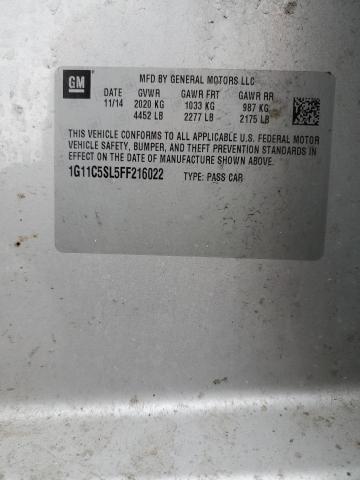 GM
MFD BY GENERAL MOTORS LLC
DATE GVWR GAWR FRT GAWR RR
11/14 2020 KG 1033 KG 987 KG
4452 LB 2277 LB 2175 LB
THIS VEHICLE CONFORMS TO ALL APPLICABLE U.S. FEDERAL MOTOR
VEHICLE SAFETY, BUMPER, AND THEFT PREVENTION STANDARDS IN
EFFECT ON THE DATE OF MANUFACTURE SHOWN ABOVE.
1G11C5SL5FF216022 TYPE: PASS CAR